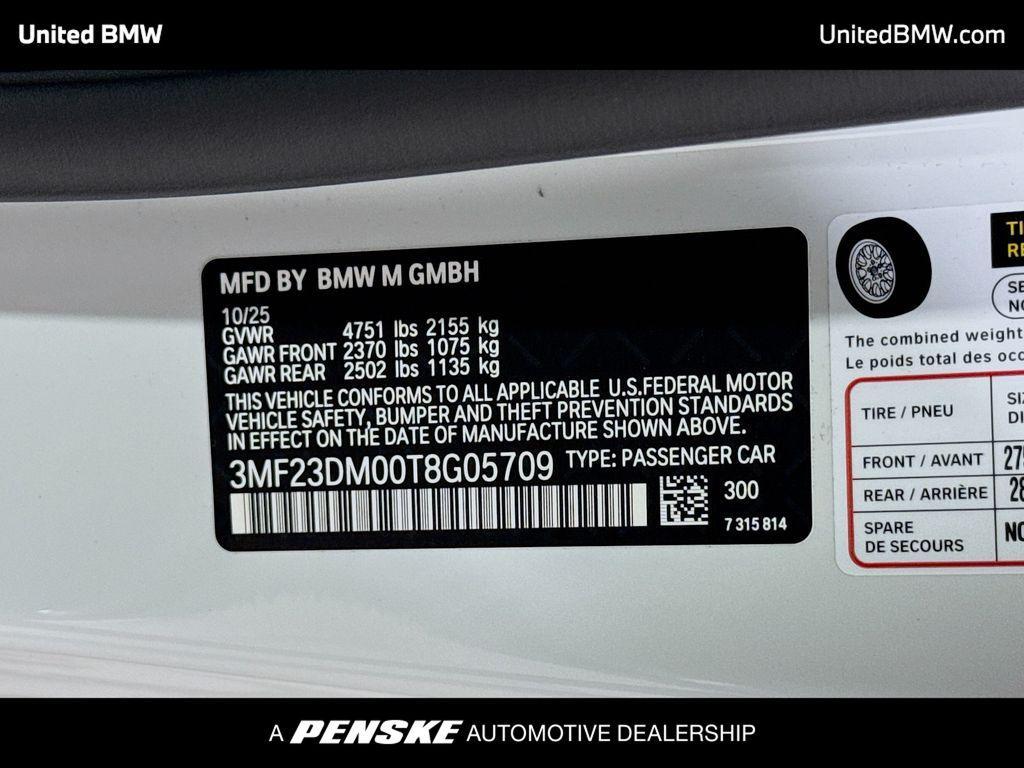 United BMW
UnitedBMW.com
MFD BY BMW M GMBH
10/25
GVWR 4751 lbs 2155 kg
GAWR FRONT 2370 lbs 1075 kg
GAWR REAR 2502 lbs 1135 kg
THIS VEHICLE CONFORMS TO ALL APPLICABLE U.S.FEDERAL MOTOR
VEHICLE SAFETY, BUMPER AND THEFT PREVENTION STANDARDS
IN EFFECT ON THE DATE OF MANUFACTURE SHOWN ABOVE.
3MF23DM00T8G05709 TYPE: PASSENGER CAR
300
7 315 814
The combined weight
Le poids total des occ
TIRE / PNEU
FRONT / AVANT
REAR / ARRIÈRE
SPARE
DE SECOURS
A PENSKE AUTOMOTIVE DEALERSHIP